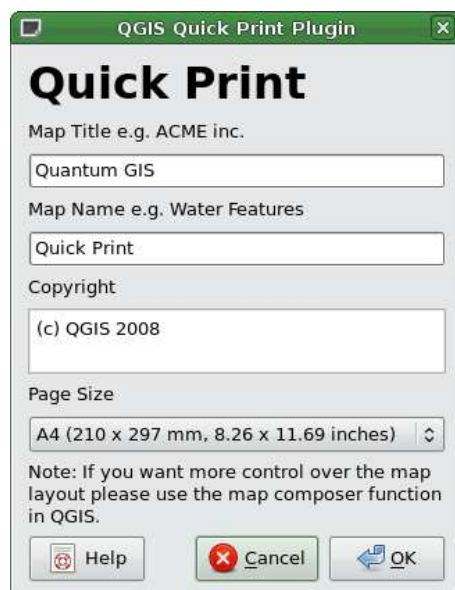 QGIS Quick Print Plugin
Quick Print
Map Title e.g. ACME inc.
Quantum GIS
Map Name e.g. Water Features
Quick Print
Copyright
(c) QGIS 2008
Page Size
A4 (210 x 297 mm, 8.26 x 11.69 inches)
Note: If you want more control over the map
layout please use the map composer function
in QGIS.
Help Cancel OK